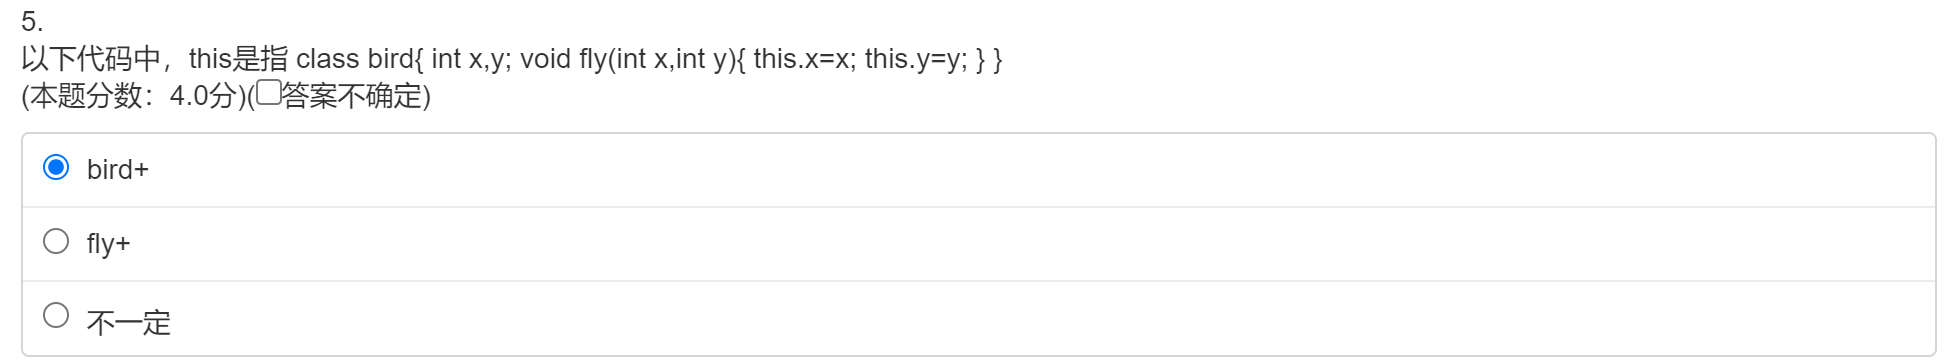 5.
以下代码中，this是指 class bird{ int x,y; void fly(int x,int y){ this.x=x; this.y=y; } }
(本题分数：4.0分)(答案不确定)
bird+
fly+
不一定